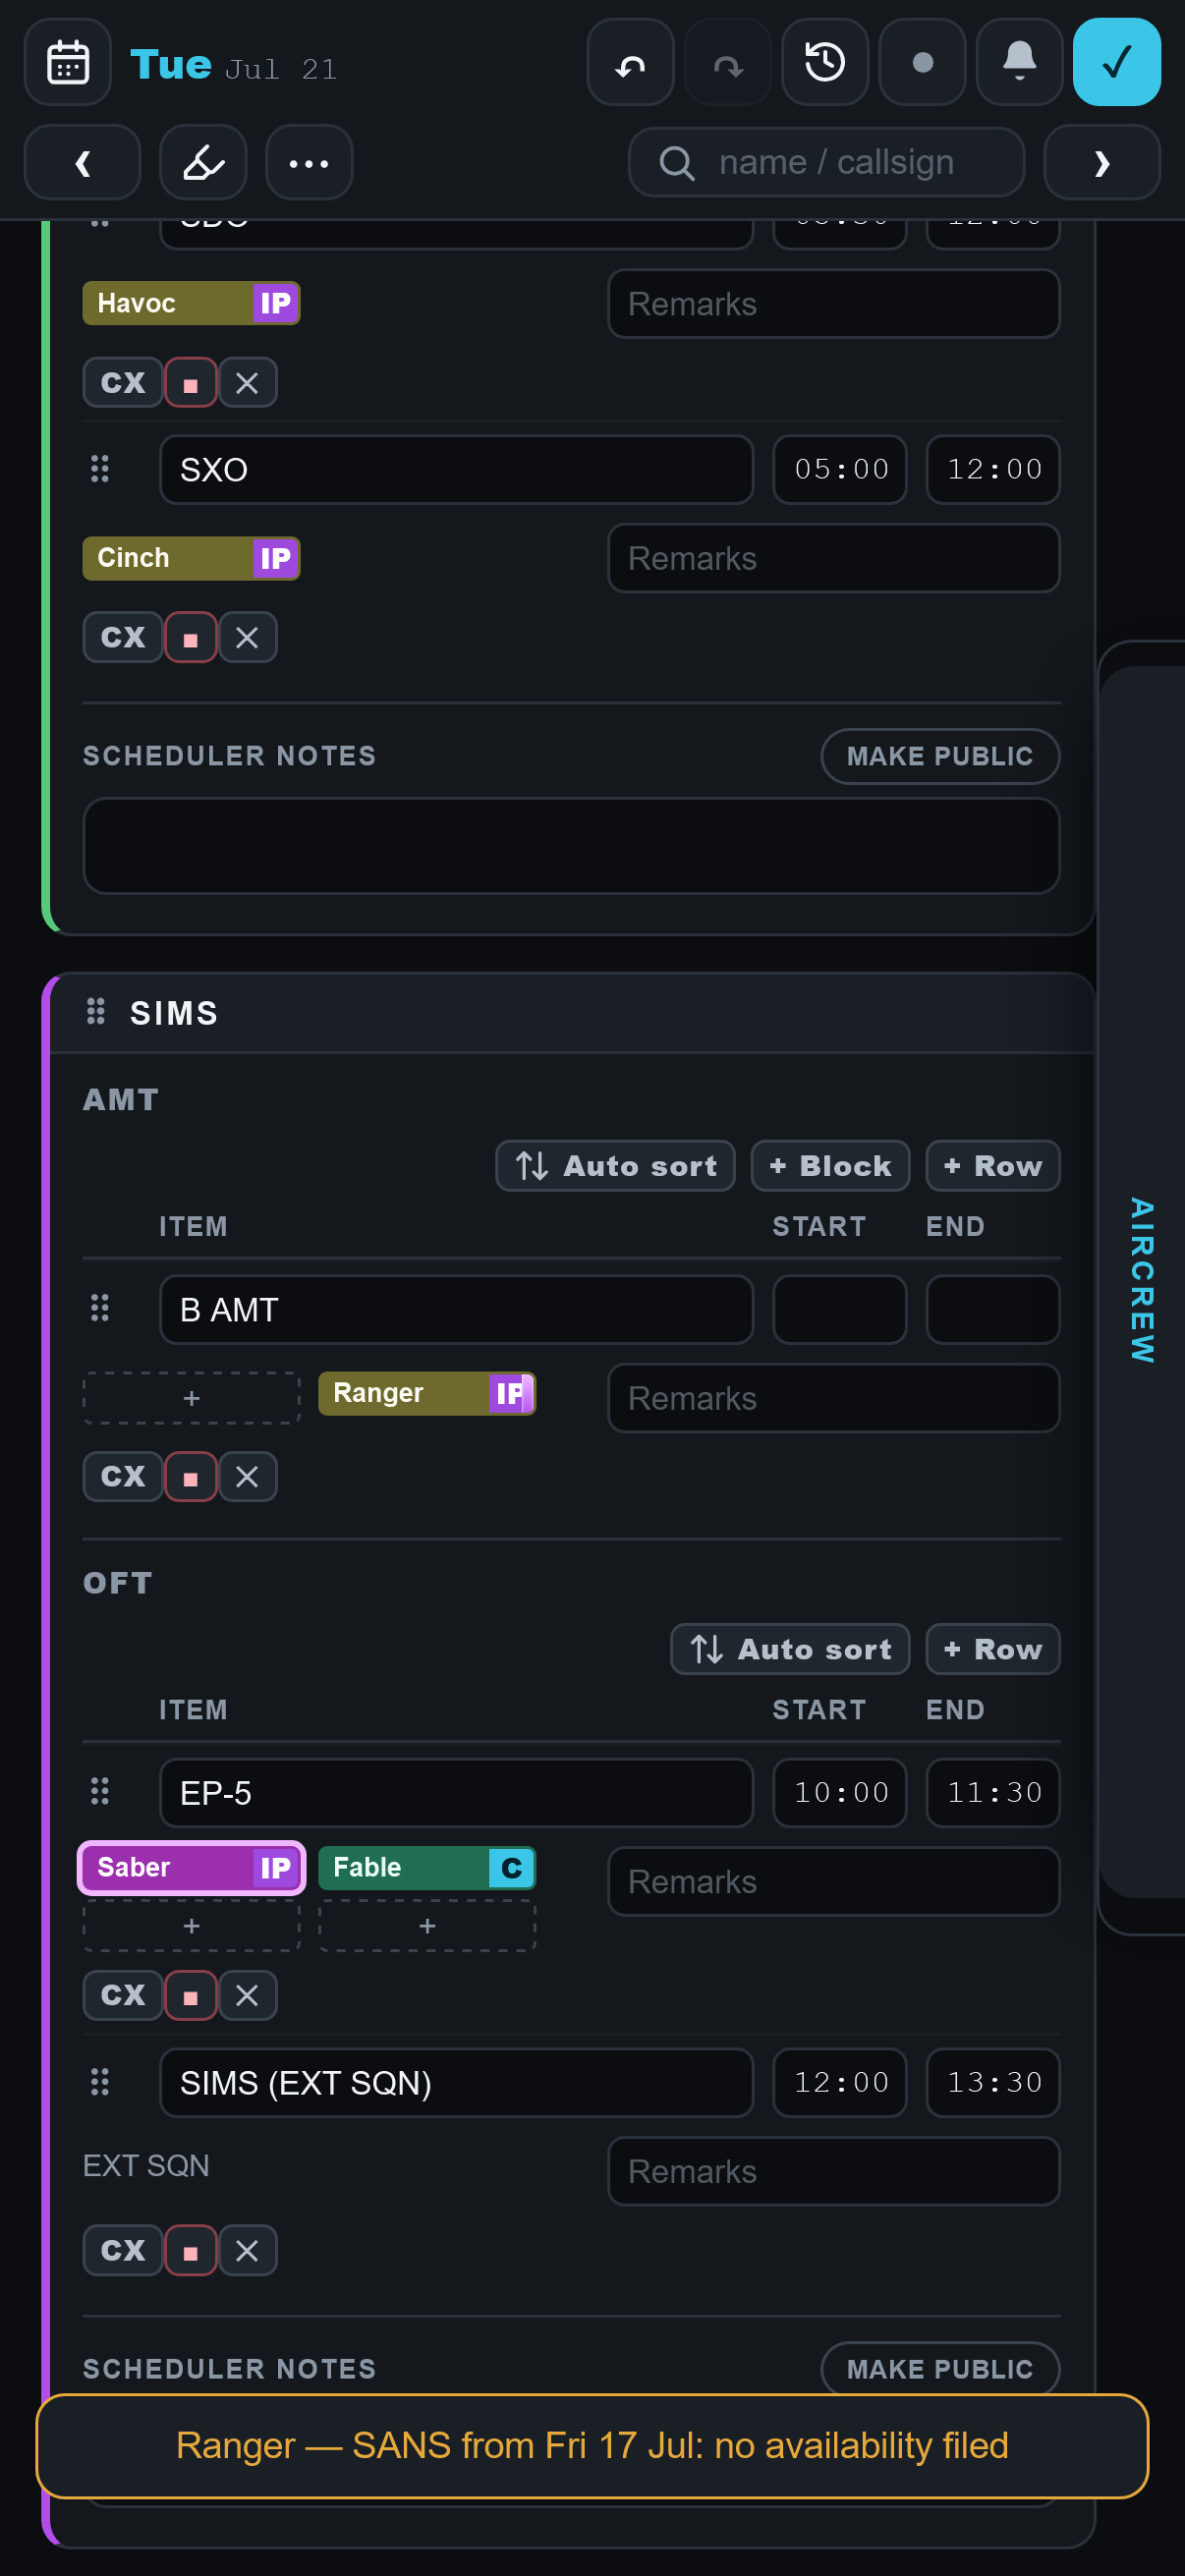 Tue Jul 21
name / callsign
Havoc IP
Remarks
CX
SXO 05:00 12:00
Cinch IP
Remarks
CX
SCHEDULER NOTES MAKE PUBLIC
SIMS
AMT
Auto sort + Block + Row
ITEM START END
B AMT
+ Ranger IP
Remarks
CX
OFT
Auto sort + Row
ITEM START END
EP-5 10:00 11:30
Saber IP Fable C
Remarks
+ +
CX
SIMS (EXT SQN) 12:00 13:30
EXT SQN
Remarks
CX
SCHEDULER NOTES MAKE PUBLIC
Ranger — SANS from Fri 17 Jul: no availability filed
AIRCREW